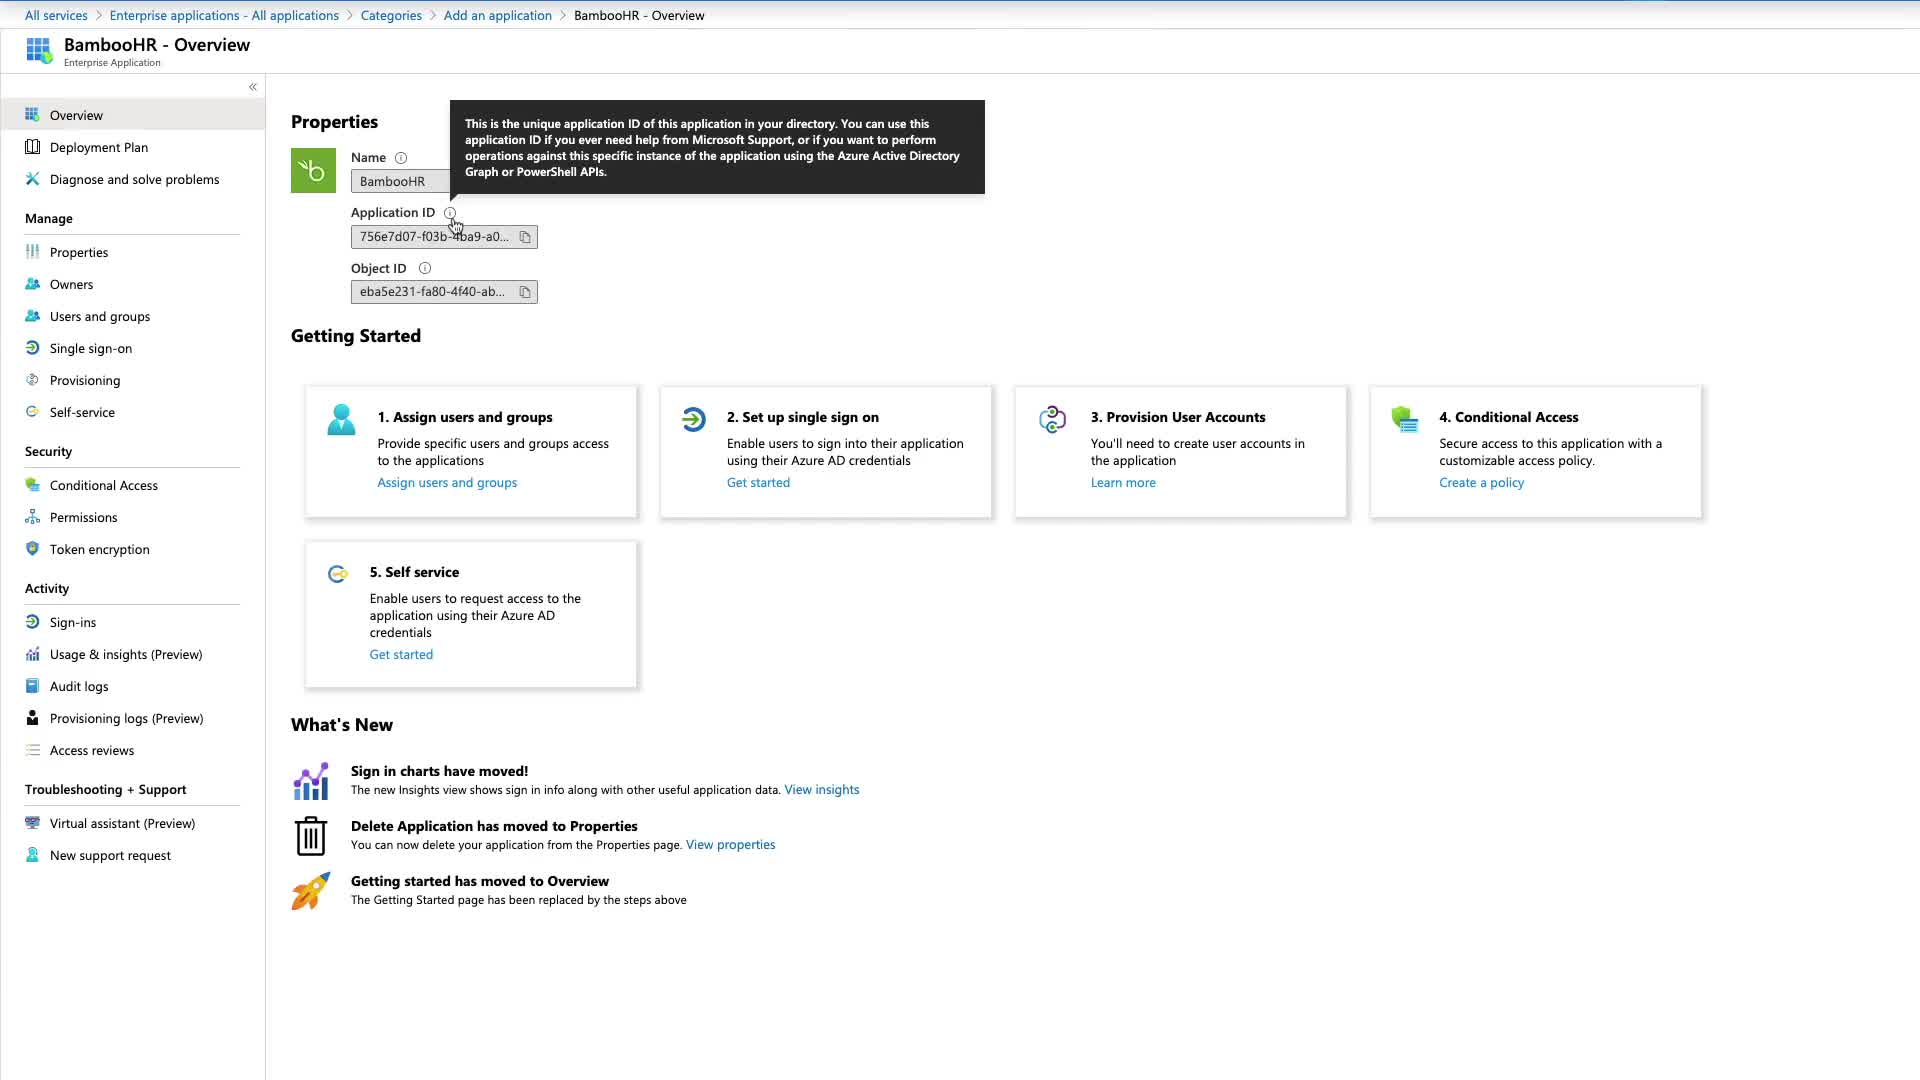 All services > Enterprise applications - All applications > Categories > Add an application > BambooHR - Overview
BambooHR - Overview
Enterprise Application
«
Overview
Deployment Plan
Diagnose and solve problems
Manage
Properties
Owners
Users and groups
Single sign-on
Provisioning
Self-service
Security
Conditional Access
Permissions
Token encryption
Activity
Sign-ins
Usage & insights (Preview)
Audit logs
Provisioning logs (Preview)
Access reviews
Troubleshooting + Support
Virtual assistant (Preview)
New support request
Properties
This is the unique application ID of this application in your directory. You can use this
application ID if you ever need help from Microsoft Support, or if you want to perform
operations against this specific instance of the application using the Azure Active Directory
Graph or PowerShell APIs.
Name
BambooHR
Application ID
756e7d07-f03b-4ba9-a0...
Object ID
eba5e231-fa80-4f40-ab...
Getting Started
1. Assign users and groups
Provide specific users and groups access
to the applications
Assign users and groups
2. Set up single sign on
Enable users to sign into their application
using their Azure AD credentials
Get started
3. Provision User Accounts
You'll need to create user accounts in
the application
Learn more
4. Conditional Access
Secure access to this application with a
customizable access policy.
Create a policy
5. Self service
Enable users to request access to the
application using their Azure AD
credentials
Get started
What's New
Sign in charts have moved!
The new Insights view shows sign in info along with other useful application data. View insights
Delete Application has moved to Properties
You can now delete your application from the Properties page. View properties
Getting started has moved to Overview
The Getting Started page has been replaced by the steps above